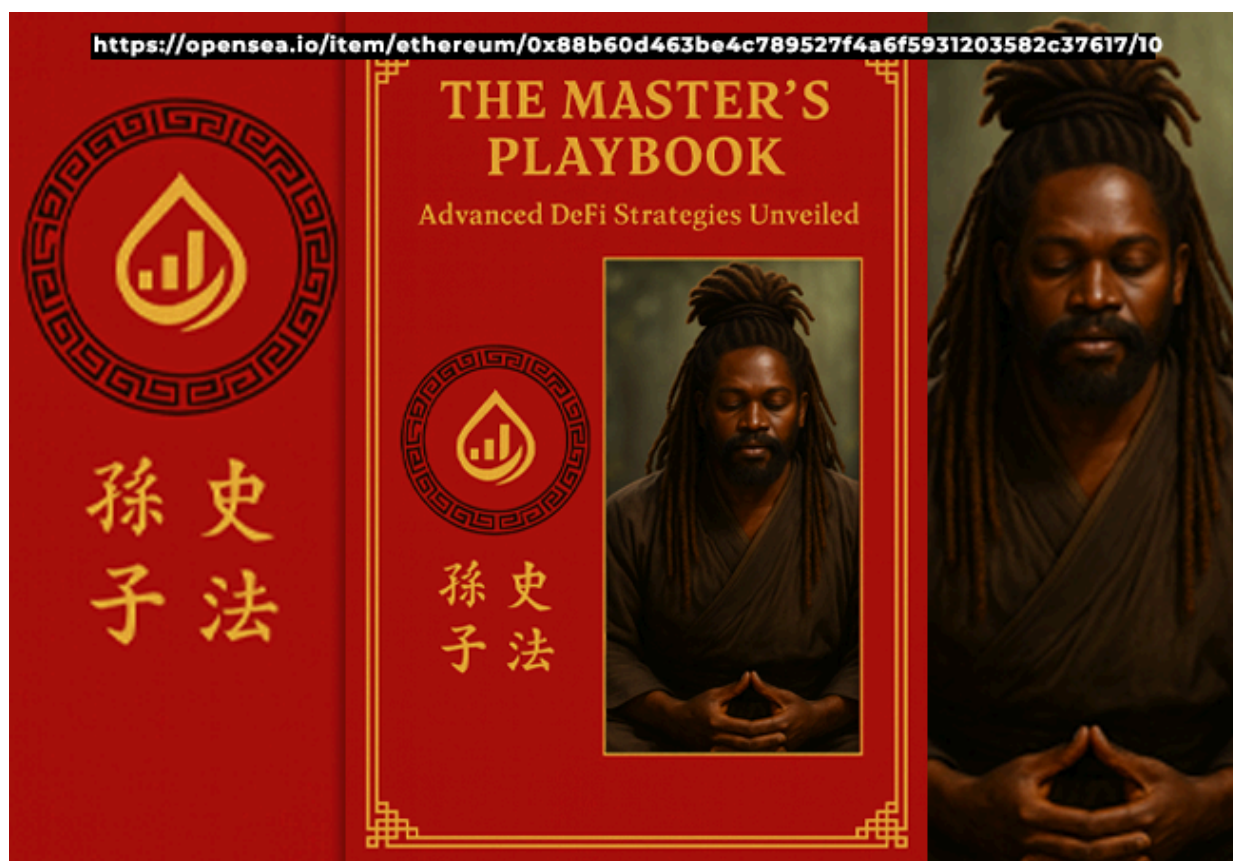 https://opensea.io/item/ethereum/0x88b60d463be4c789527f4a6f5931203582c37617/10
THE MASTER’S
PLAYBOOK
Advanced DeFi Strategies Unveiled
孫 史
子 法
孫 史
子 法